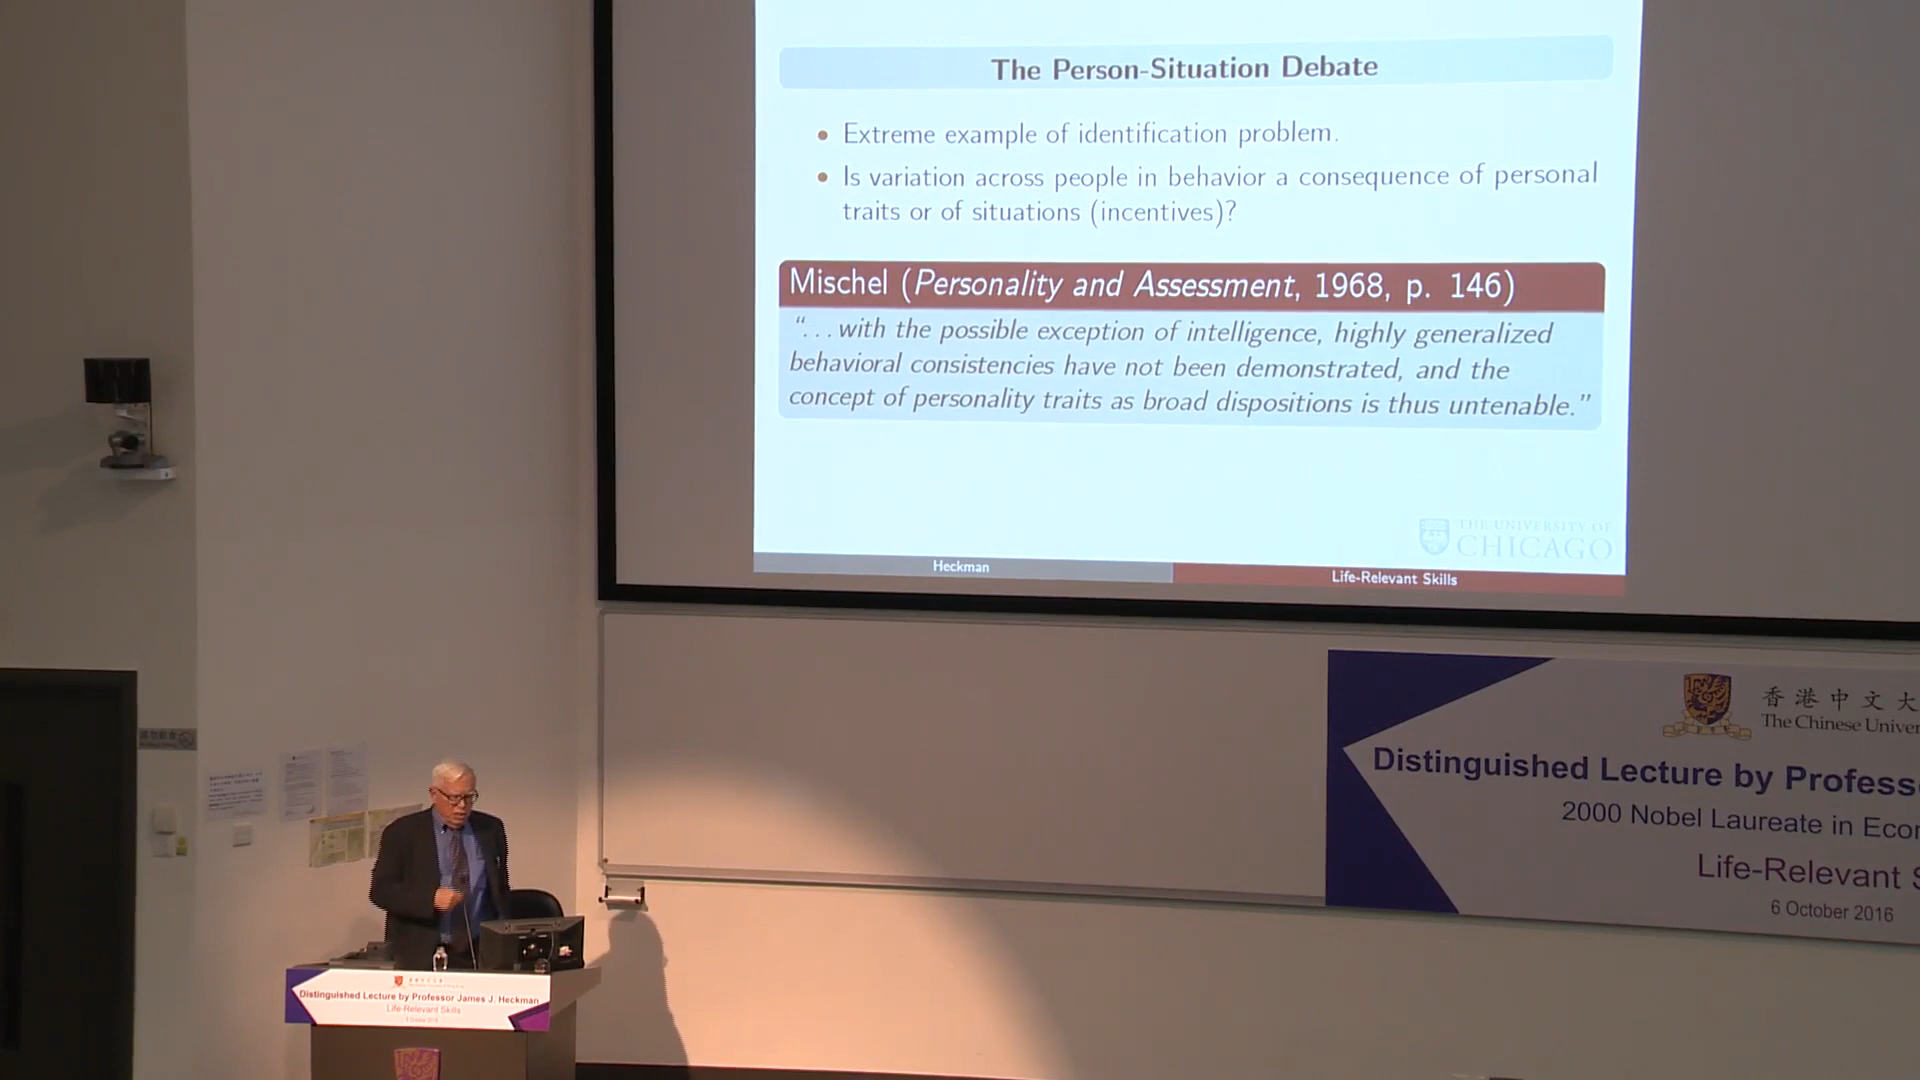 The Person-Situation Debate
• Extreme example of identification problem.
• Is variation across people in behavior a consequence of personal
traits or of situations (incentives)?
Mischel (Personality and Assessment, 1968, p. 146)
“...with the possible exception of intelligence, highly generalized
behavioral consistencies have not been demonstrated, and the
concept of personality traits as broad dispositions is thus untenable.”
THE UNIVERSITY OF
CHICAGO
Heckman
Life-Relevant Skills
香港中文大
The Chinese Univer
Distinguished Lecture by Profess
2000 Nobel Laureate in Econ
Life-Relevant S
6 October 2016
Distinguished Lecture by Professor James J. Heckman
Life-Relevant Skills